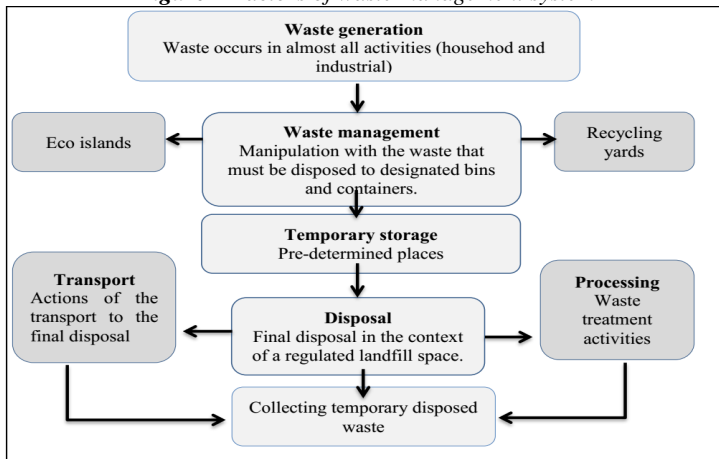 Waste generation
Waste occurs in almost all activities (househod and
industrial)
Eco islands
Waste management
Manipulation with the waste that
must be disposed to designated bins
and containers.
Recycling
yards
Temporary storage
Pre-determined places
Transport
Actions of the
transport to the
final disposal
Disposal
Final disposal in the context
of a regulated landfill space.
Processing
Waste
treatment
activities
Collecting temporary disposed
waste